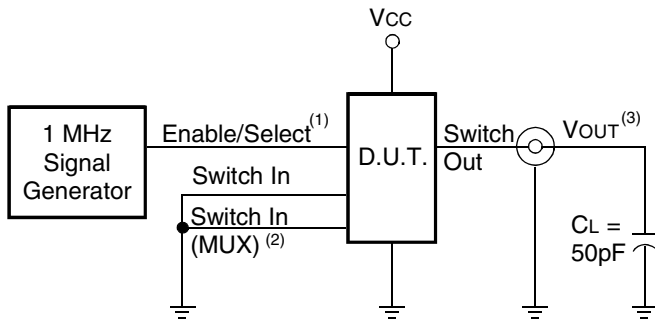 VCC
1 MHz
Signal
Generator
Enable/Select(1)
D.U.T.
Switch
Out
VOUT(3)
Switch In
Switch In
(MUX) (2)
CL =
50pF